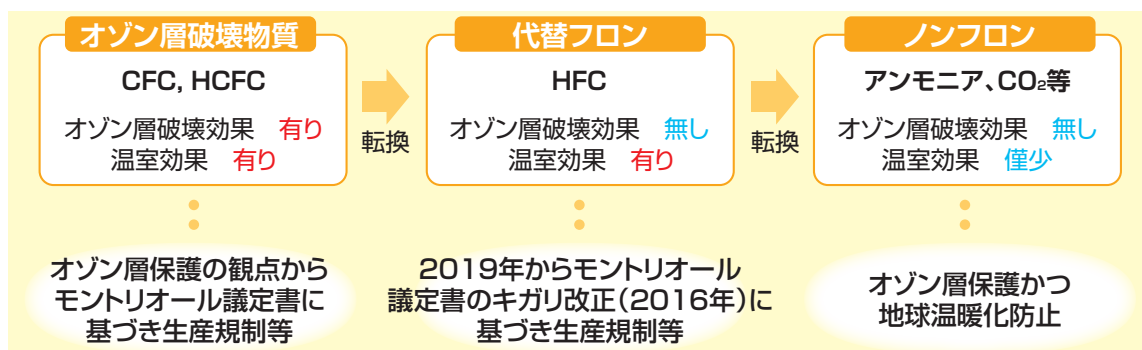 オゾン層破壊物質
CFC, HCFC
オゾン層破壊効果 有り
温室効果 有り
転換
代替フロン
HFC
オゾン層破壊効果 無し
温室効果 有り
転換
ノンフロン
アンモニア、CO₂等
オゾン層破壊効果 無し
温室効果 僅少
オゾン層保護の観点から
モントリオール議定書に
基づき生産規制等
2019年からモントリオール
議定書のキガリ改正(2016年)に
基づき生産規制等
オゾン層保護かつ
地球温暖化防止